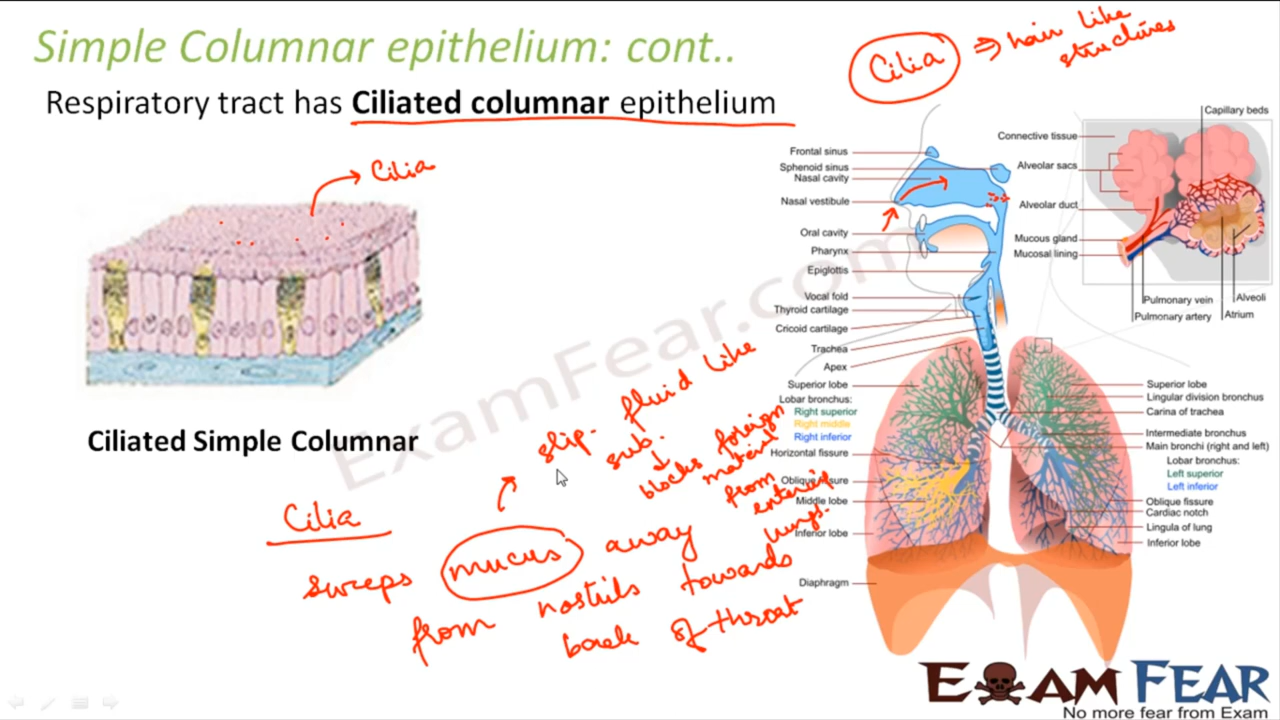 Simple Columnar epithelium: cont..
Respiratory tract has Ciliated columnar epithelium
Cilia ⇒ hair like
structures
Cilia
Ciliated Simple Columnar
Cilia
sweeps mucus away
from nostrils towards
back of throat
slip. fluid like
sub.
↓
blocks foreign
material
from
entering
lungs.
Frontal sinus
Sphenoid sinus
Nasal cavity
Nasal vestibule
Oral cavity
Pharynx
Epiglottis
Vocal fold
Thyroid cartilage
Cricoid cartilage
Trachea
Apex
Superior lobe
Lobar bronchus:
Right superior
Right middle
Right inferior
Horizontal fissure
Oblique fissure
Middle lobe
Inferior lobe
Diaphragm
Capillary beds
Connective tissue
Alveolar sacs
Alveolar duct
Mucous gland
Mucosal lining
Pulmonary vein
Pulmonary artery
Alveoli
Atrium
Superior lobe
Lingular division bronchus
Carina of trachea
Intermediate bronchus
Main bronchi (right and left)
Lobar bronchus:
Left superior
Left inferior
Oblique fissure
Cardiac notch
Lingula of lung
Inferior lobe
ExamFear.com
EXAM FEAR
No more fear from Exam